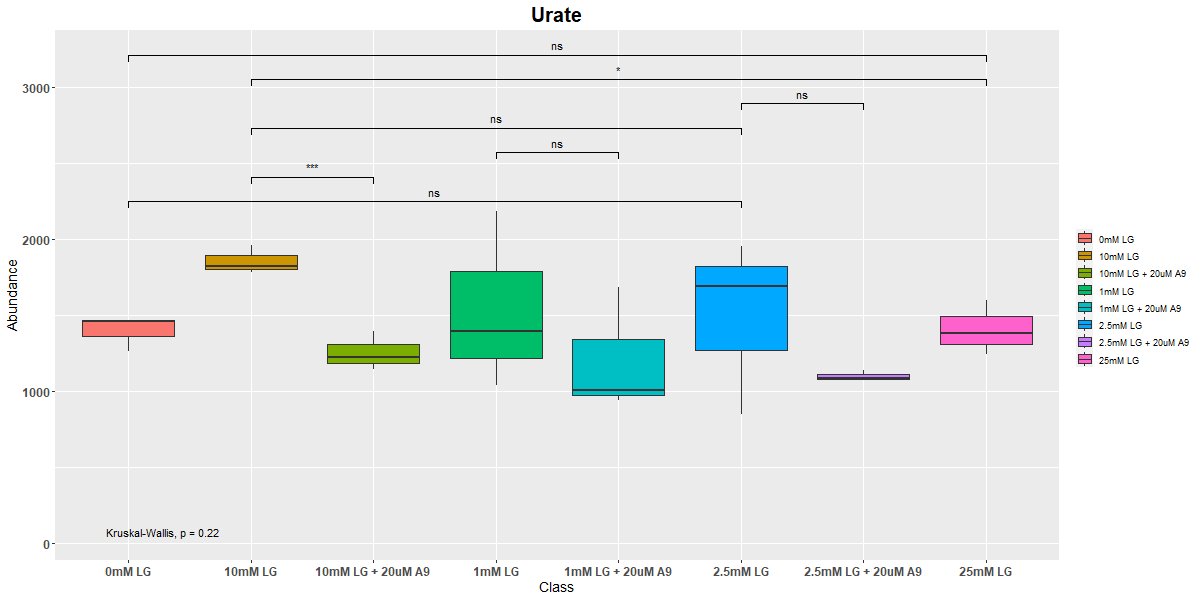 Urate
ns
*
ns
ns
ns
***
ns
3000
2000
1000
0
Abundance
Kruskal-Wallis, p = 0.22
0mM LG
10mM LG
10mM LG + 20uM A9
1mM LG
1mM LG + 20uM A9
2.5mM LG
2.5mM LG + 20uM A9
25mM LG
Class
0mM LG
10mM LG
10mM LG + 20uM A9
1mM LG
1mM LG + 20uM A9
2.5mM LG
2.5mM LG + 20uM A9
25mM LG